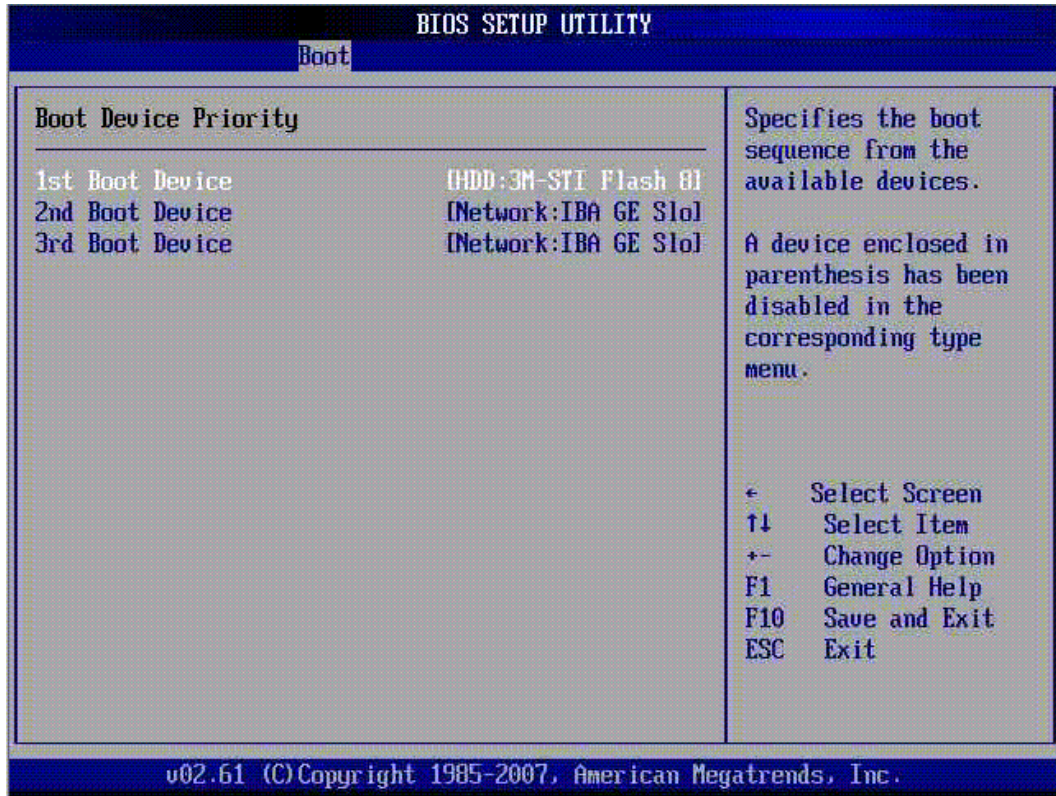 BIOS SETUP UTILITY
Boot
Boot Device Priority
1st Boot Device [HDD:3M-STI Flash 8]
2nd Boot Device [Network:IBA GE Slo]
3rd Boot Device [Network:IBA GE Slo]
Specifies the boot
sequence from the
available devices.
A device enclosed in
parenthesis has been
disabled in the
corresponding type
menu.
← Select Screen
↑↓ Select Item
+- Change Option
F1 General Help
F10 Save and Exit
ESC Exit
v02.61 (C)Copyright 1985-2007, American Megatrends, Inc.